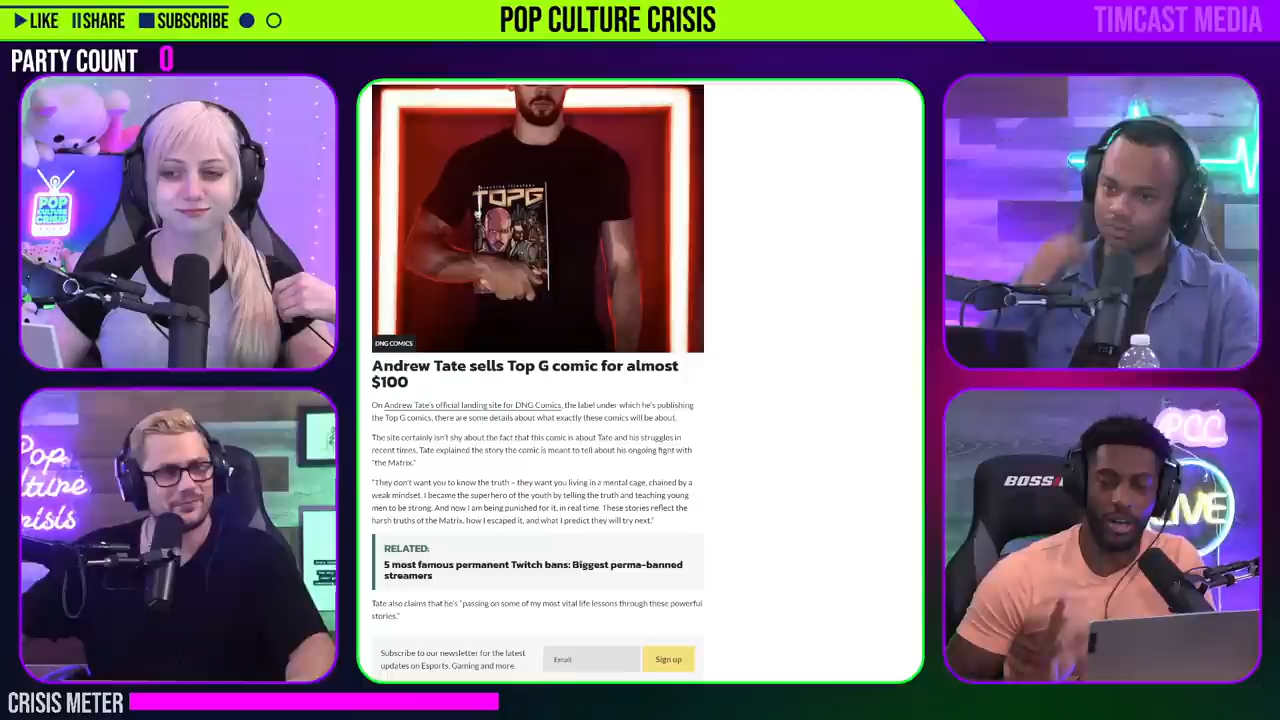 LIKE SHARE SUBSCRIBE
POP CULTURE CRISIS
TIMCAST MEDIA
PARTY COUNT 0
POP
CULTURE
CRISIS
TOPG
DNG COMICS
Andrew Tate sells Top G comic for almost
$100
On Andrew Tate's official landing site for DNG Comics, the label under which he's publishing
the Top G comics, there are some details about what exactly these comics will be about.
The site certainly isn't shy about the fact that this comic is about Tate and his struggles in
recent times. Tate explained the story the comic is meant to tell about his ongoing fight with
"the Matrix."
"They don't want you to know the truth – they want you living in a mental cage, chained by a
weak mindset. I became the superhero of the youth by telling the truth and teaching young
men to be strong. And now I am being punished for it, in real time. These stories reflect the
harsh truths of the Matrix, how I escaped it, and what I predict they will try next."
RELATED:
5 most famous permanent Twitch bans: Biggest perma-banned
streamers
Tate also claims that he's "passing on some of my most vital life lessons through these powerful
stories."
Subscribe to our newsletter for the latest
updates on Esports, Gaming and more.
Email
Sign up
Pop
lture
risis
PCC
LIVE
BOSS
CRISIS METER